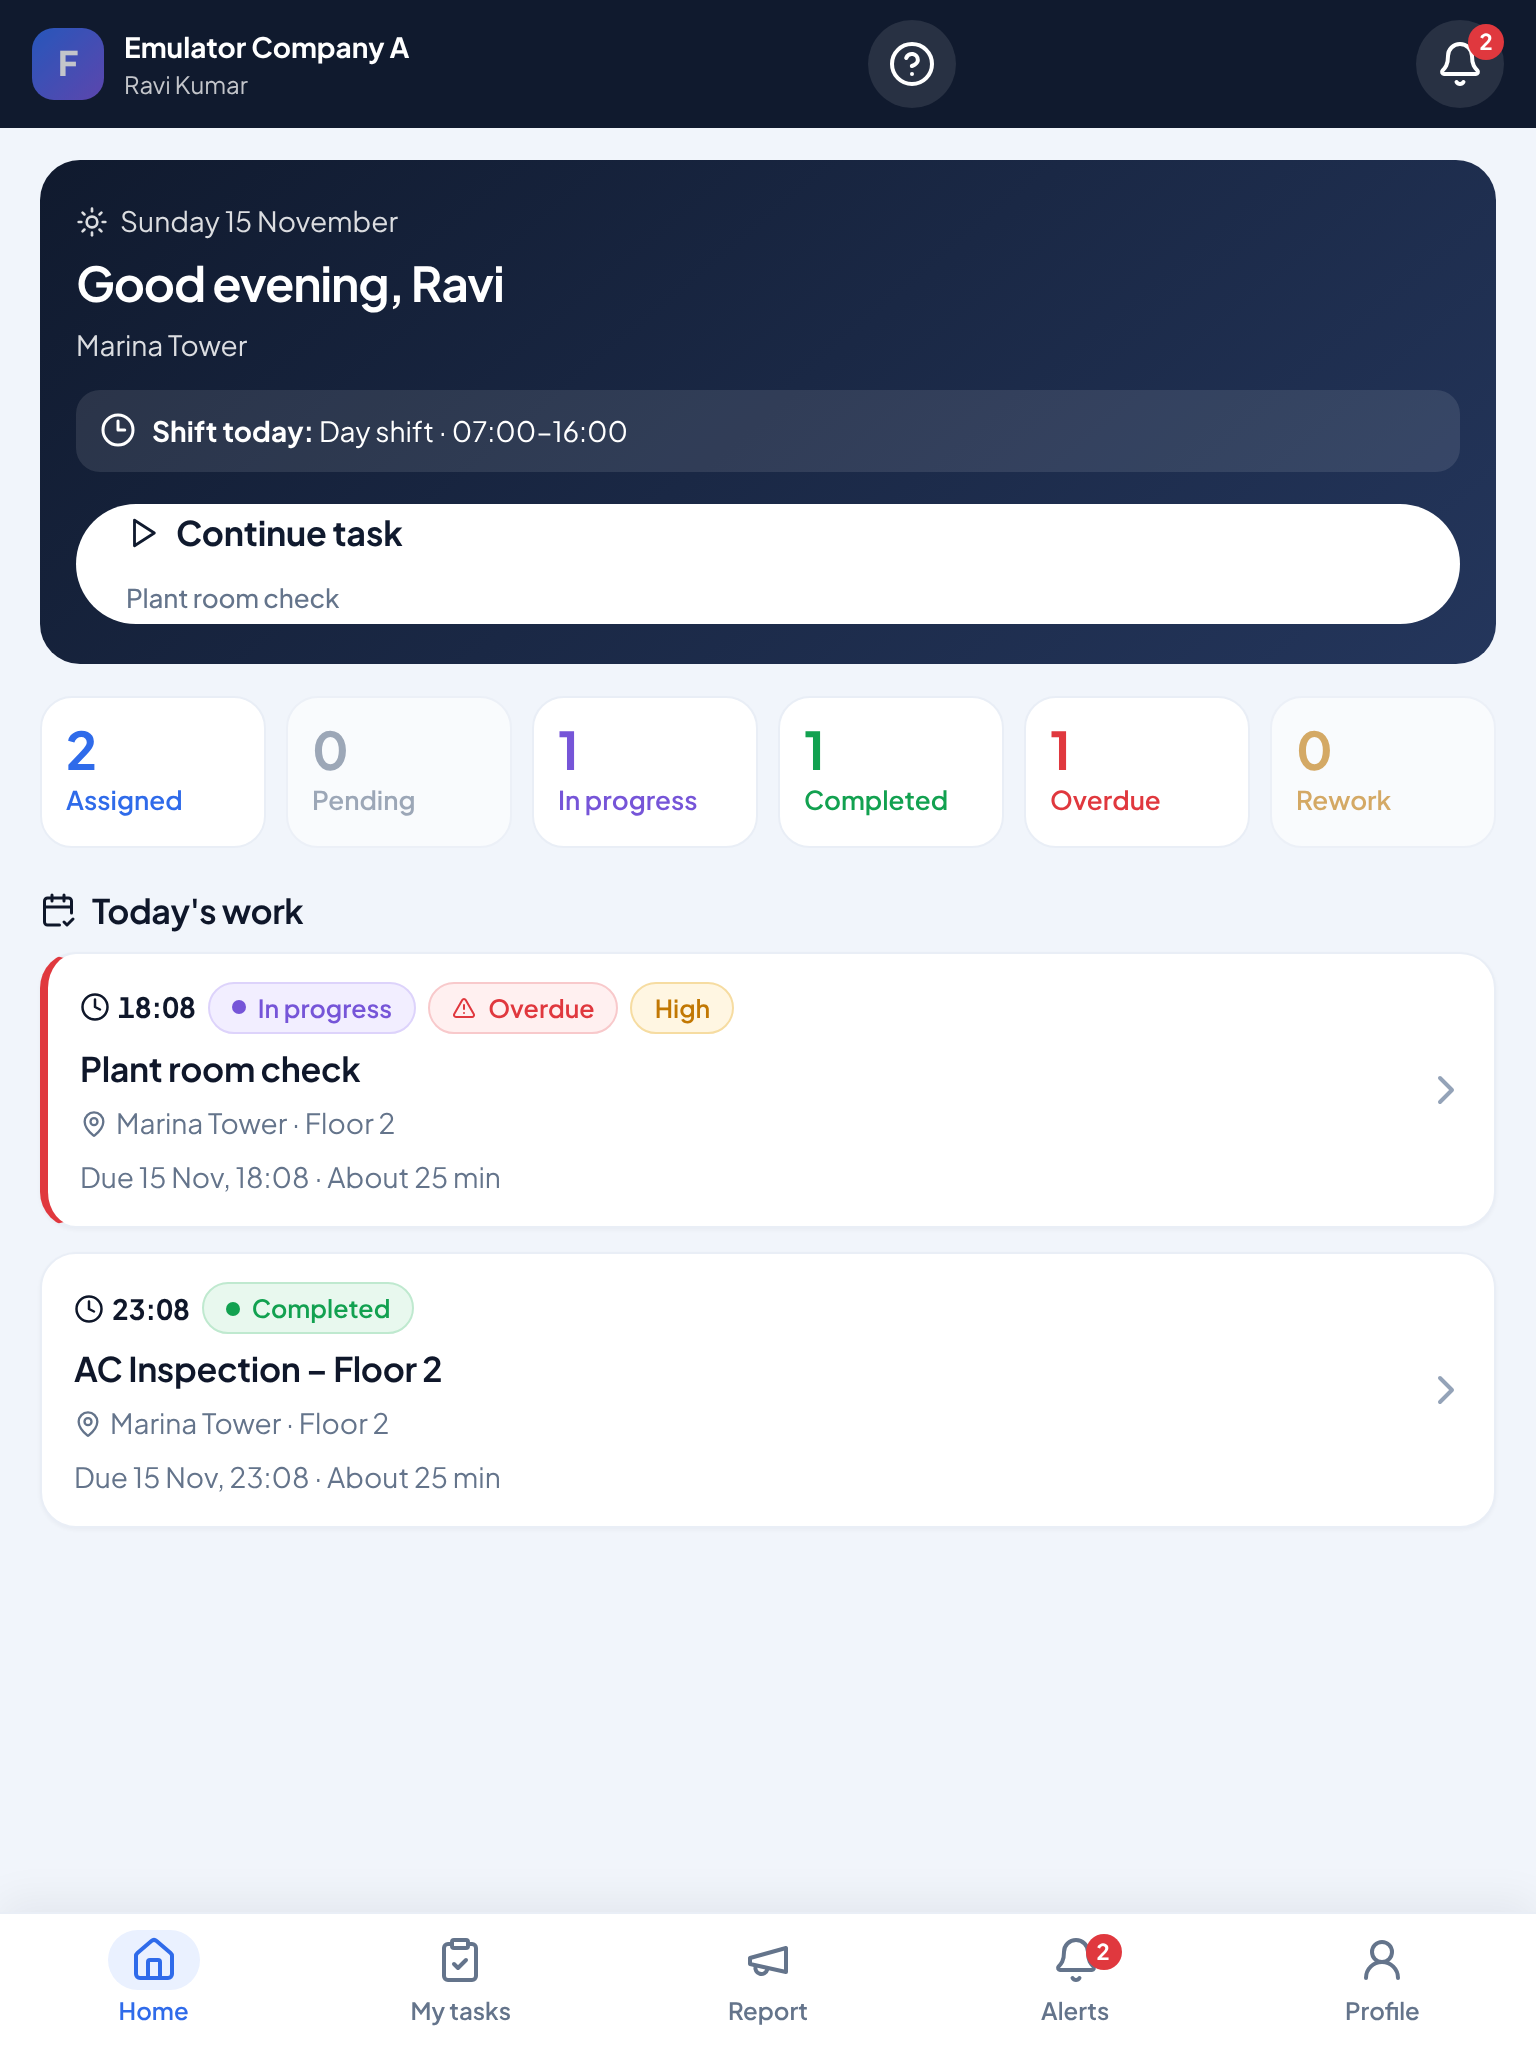 F
Emulator Company A
Ravi Kumar
2
Sunday 15 November
Good evening, Ravi
Marina Tower
Shift today: Day shift · 07:00–16:00
Continue task
Plant room check
2
Assigned
0
Pending
1
In progress
1
Completed
1
Overdue
0
Rework
Today's work
18:08 In progress Overdue High
Plant room check
Marina Tower · Floor 2
Due 15 Nov, 18:08 · About 25 min
23:08 Completed
AC Inspection – Floor 2
Marina Tower · Floor 2
Due 15 Nov, 23:08 · About 25 min
2
Home
My tasks
Report
Alerts
Profile